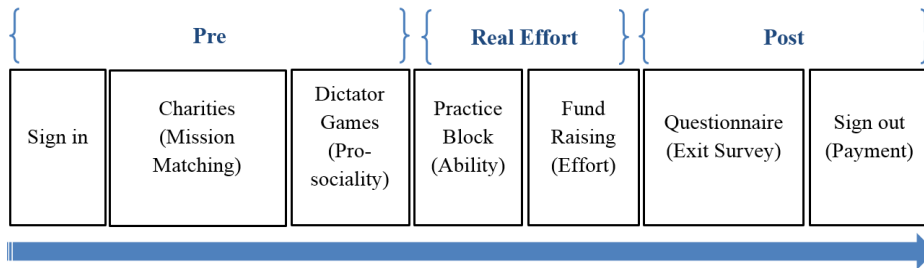 Pre
Real Effort
Post
Sign in
Charities
(Mission
Matching)
Dictator
Games
(Pro-
sociality)
Practice
Block
(Ability)
Fund
Raising
(Effort)
Questionnaire
(Exit Survey)
Sign out
(Payment)